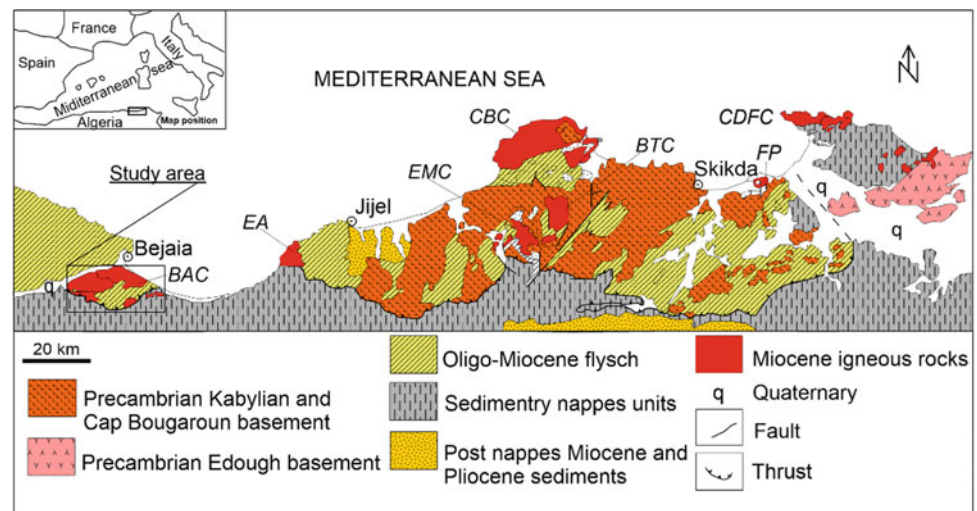 France
Spain
Italy
Miditerranean sea
Algeria
Map position
MEDITERRANEAN SEA
N
CBC
CDFC
BTC
Skikda
FP
EMC
q
Study area
Jijel
EA
Bejaia
BAC
q
q
20 km
Precambrian Kabylian and
Cap Bougaroun basement
Precambrian Edough basement
Oligo-Miocene flysch
Sedimentry nappes units
Post nappes Miocene and
Pliocene sediments
Miocene igneous rocks
q Quaternary
Fault
Thrust